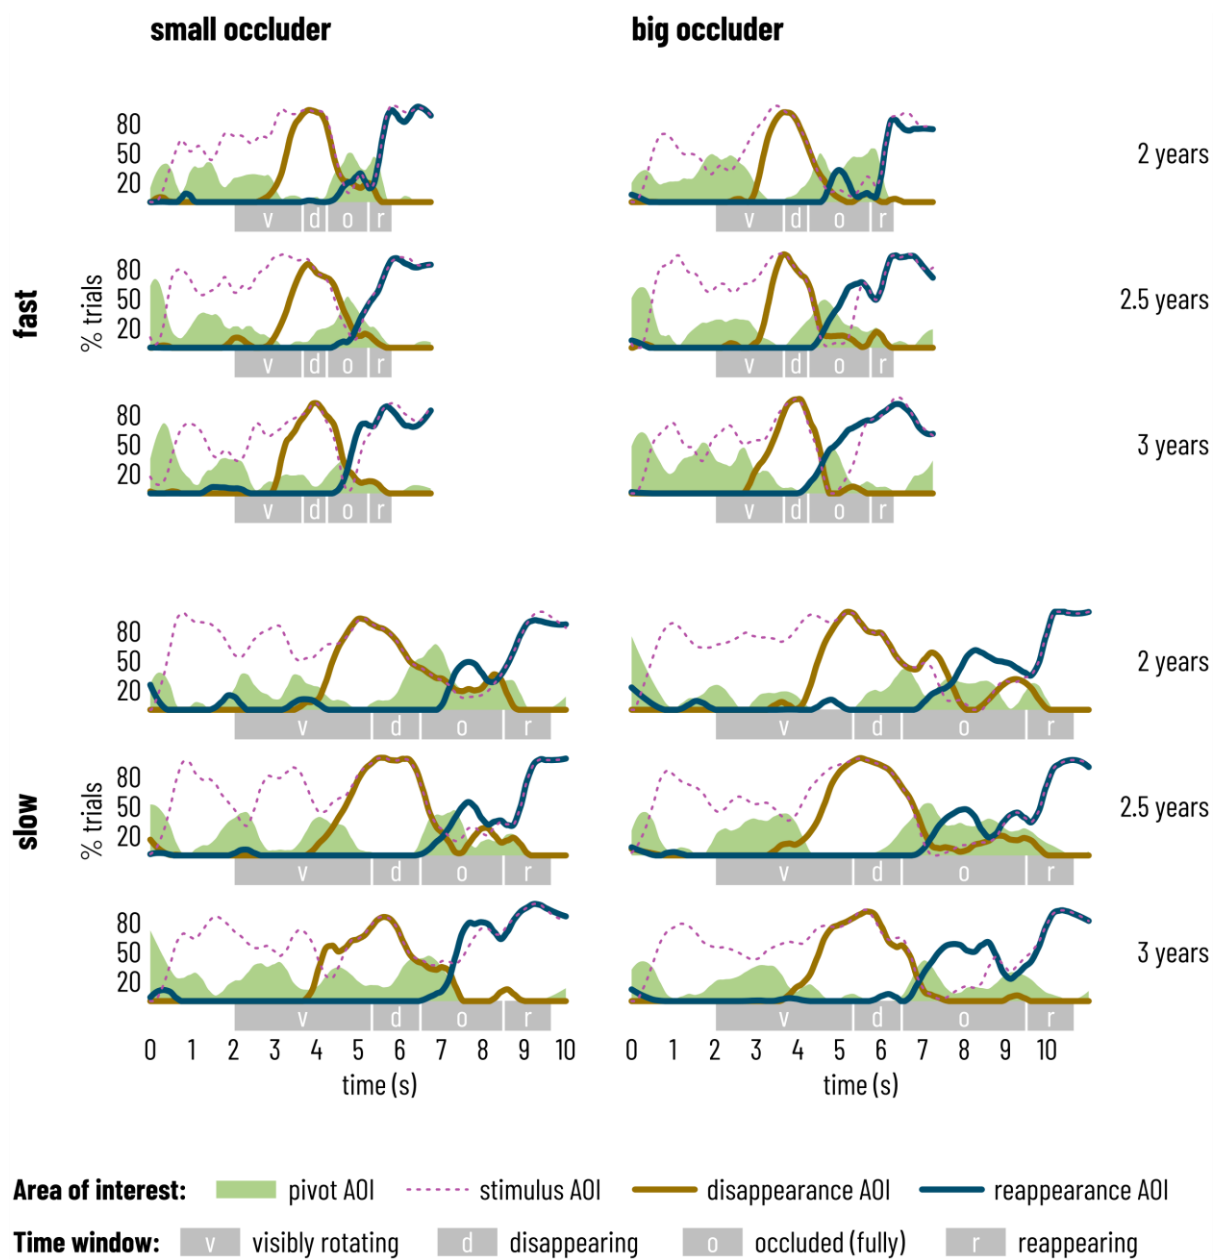 small occluder big occluder
80
50
20
v d o r v d o r
2 years
fast
% trials
80
50
20
v d o r v d o r
2.5 years
80
50
20
v d o r v d o r
3 years
80
50
20
v d o r v d o r
2 years
slow
% trials
80
50
20
v d o r v d o r
2.5 years
80
50
20
v d o r v d o r
3 years
0 1 2 3 4 5 6 7 8 9 10 0 1 2 3 4 5 6 7 8 9 10
time (s) time (s)
Area of interest: pivot AOI stimulus AOI disappearance AOI reappearance AOI
Time window: v visibly rotating d disappearing o occluded (fully) r reappearing